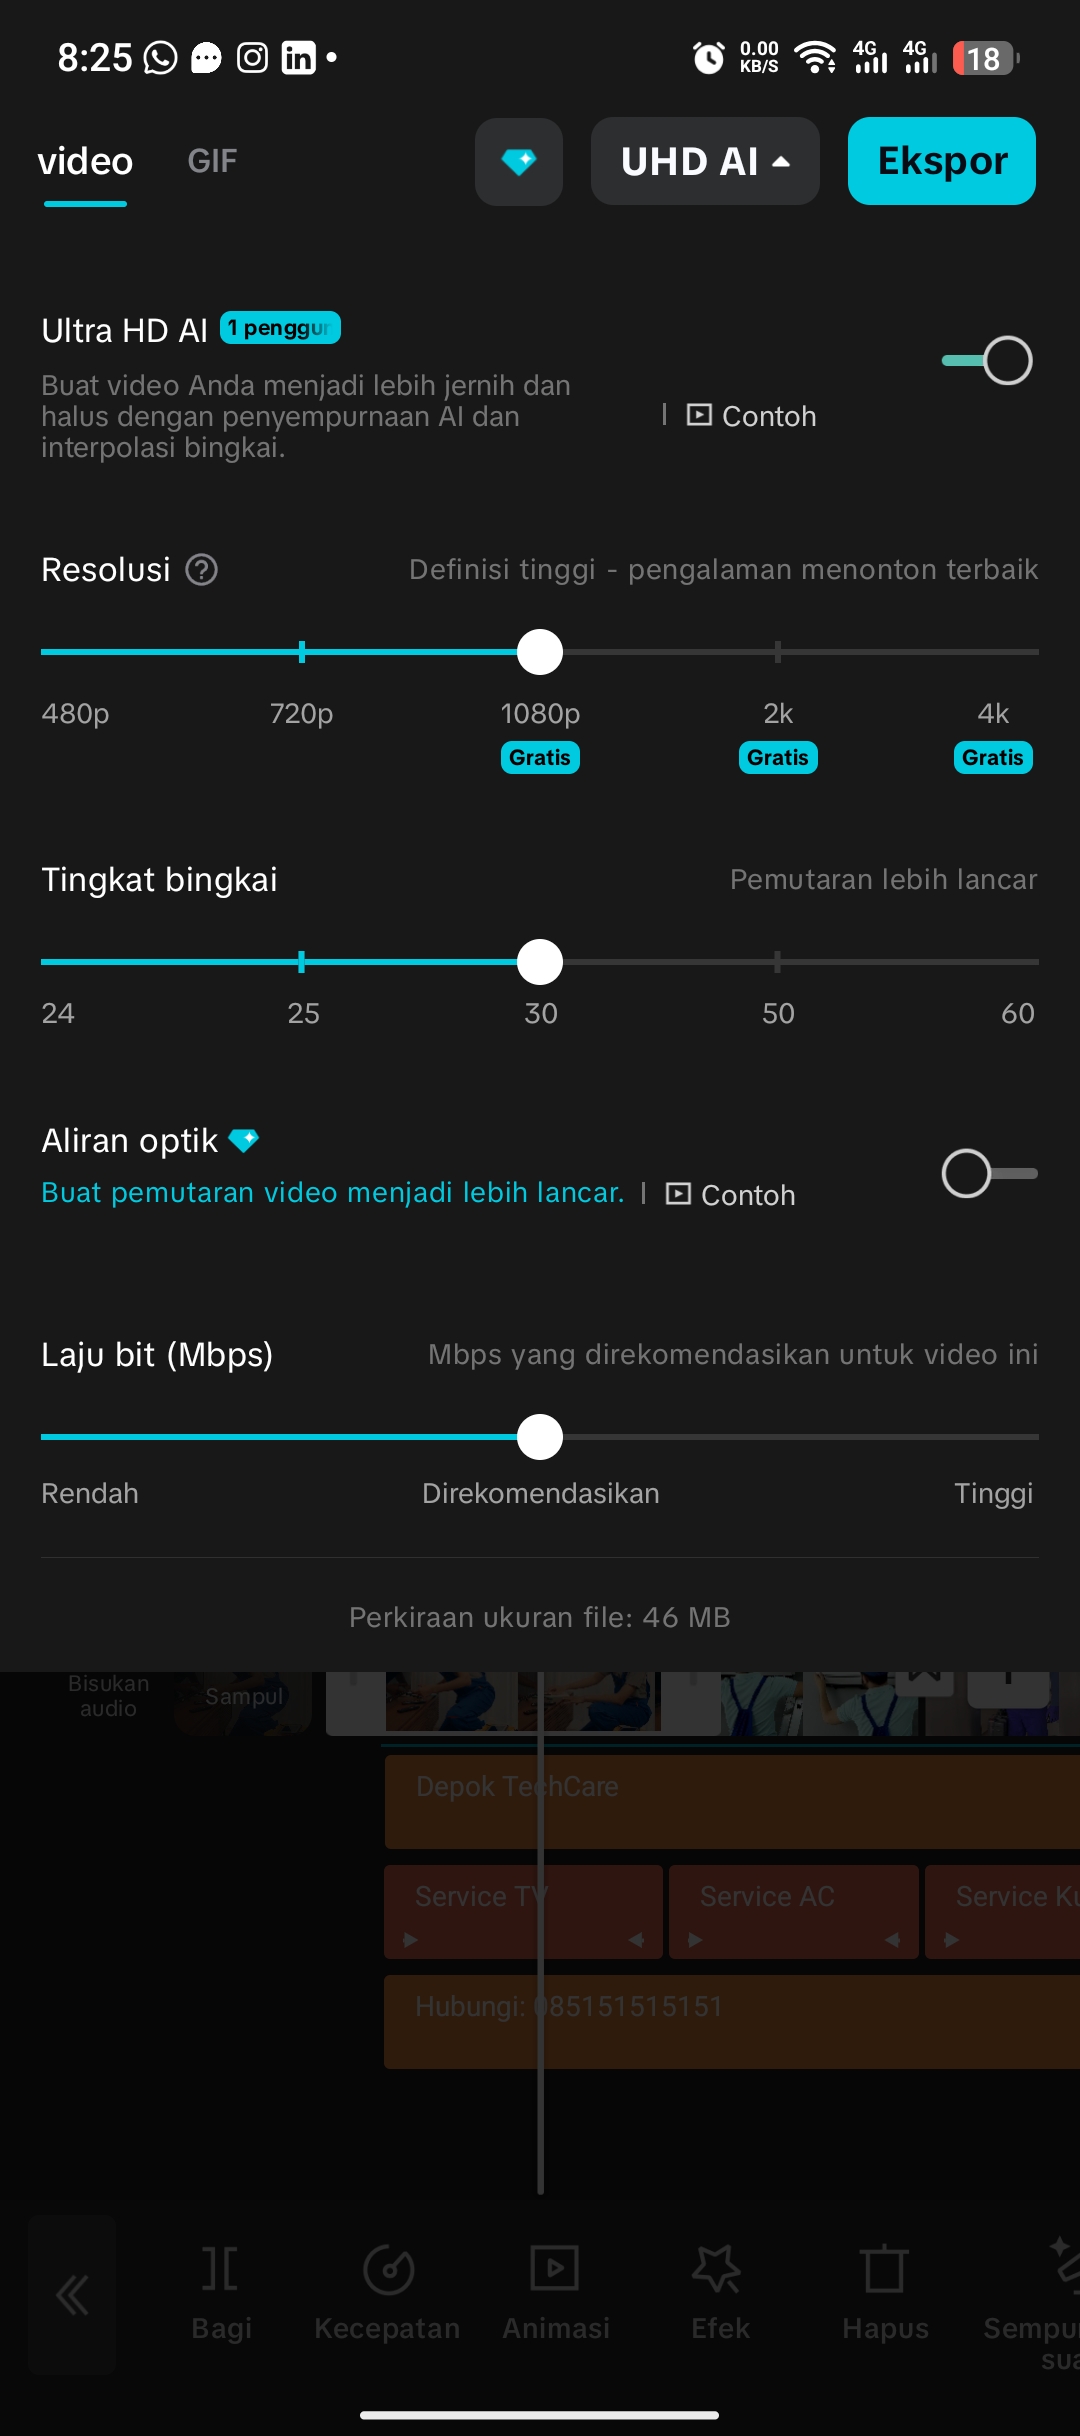 8:25
0.00
KB/S
4G
4G
18
video
GIF
UHD AI
Ekspor
Ultra HD AI
1 penggun
Buat video Anda menjadi lebih jernih dan
halus dengan penyempurnaan AI dan
interpolasi bingkai.
Contoh
Resolusi
Definisi tinggi - pengalaman menonton terbaik
480p
720p
1080p
2k
4k
Gratis
Gratis
Gratis
Tingkat bingkai
Pemutaran lebih lancar
24
25
30
50
60
Aliran optik
Buat pemutaran video menjadi lebih lancar.
Contoh
Laju bit (Mbps)
Mbps yang direkomendasikan untuk video ini
Rendah
Direkomendasikan
Tinggi
Perkiraan ukuran file: 46 MB
Bisukan
audio
Sampul
Depok TechCare
Service TV
Service AC
Service Ku
Hubungi: 085151515151
Bagi
Kecepatan
Animasi
Efek
Hapus
Sempur
sua